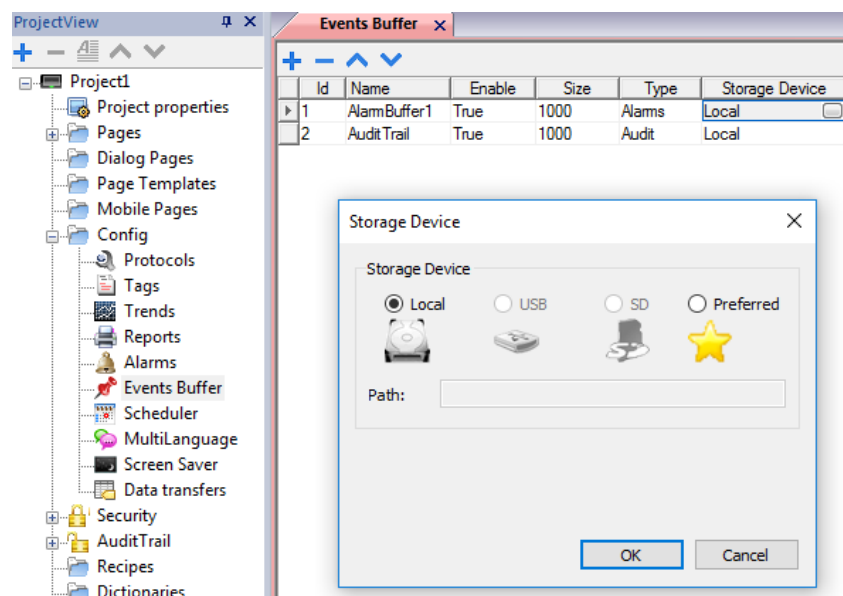 ProjectView
Project1
Project properties
Pages
Dialog Pages
Page Templates
Mobile Pages
Config
Protocols
Tags
Trends
Reports
Alarms
Events Buffer
Scheduler
MultiLanguage
Screen Saver
Data transfers
Security
AuditTrail
Recipes
Dictionaries
Events Buffer
Id Name Enable Size Type Storage Device
1 AlarmBuffer1 True 1000 Alarms Local
2 AuditTrail True 1000 Audit Local
Storage Device
Storage Device
Local USB SD Preferred
Path:
OK Cancel